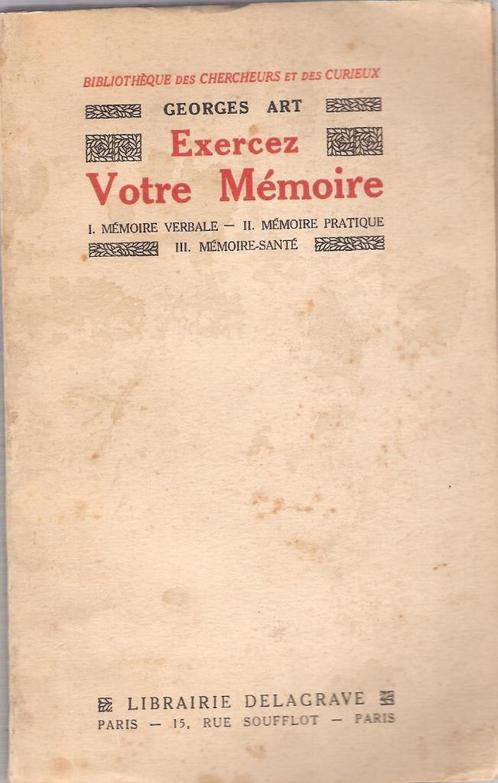 BIBLIOTHÈQUE DES CHERCHEURS ET DES CURIEUX
GEORGES ART
Exercez
Votre Mémoire
I. MÉMOIRE VERBALE — II. MÉMOIRE PRATIQUE
III. MÉMOIRE-SANTÉ
LIBRAIRIE DELAGRAVE
PARIS — 15, RUE SOUFFLOT — PARIS